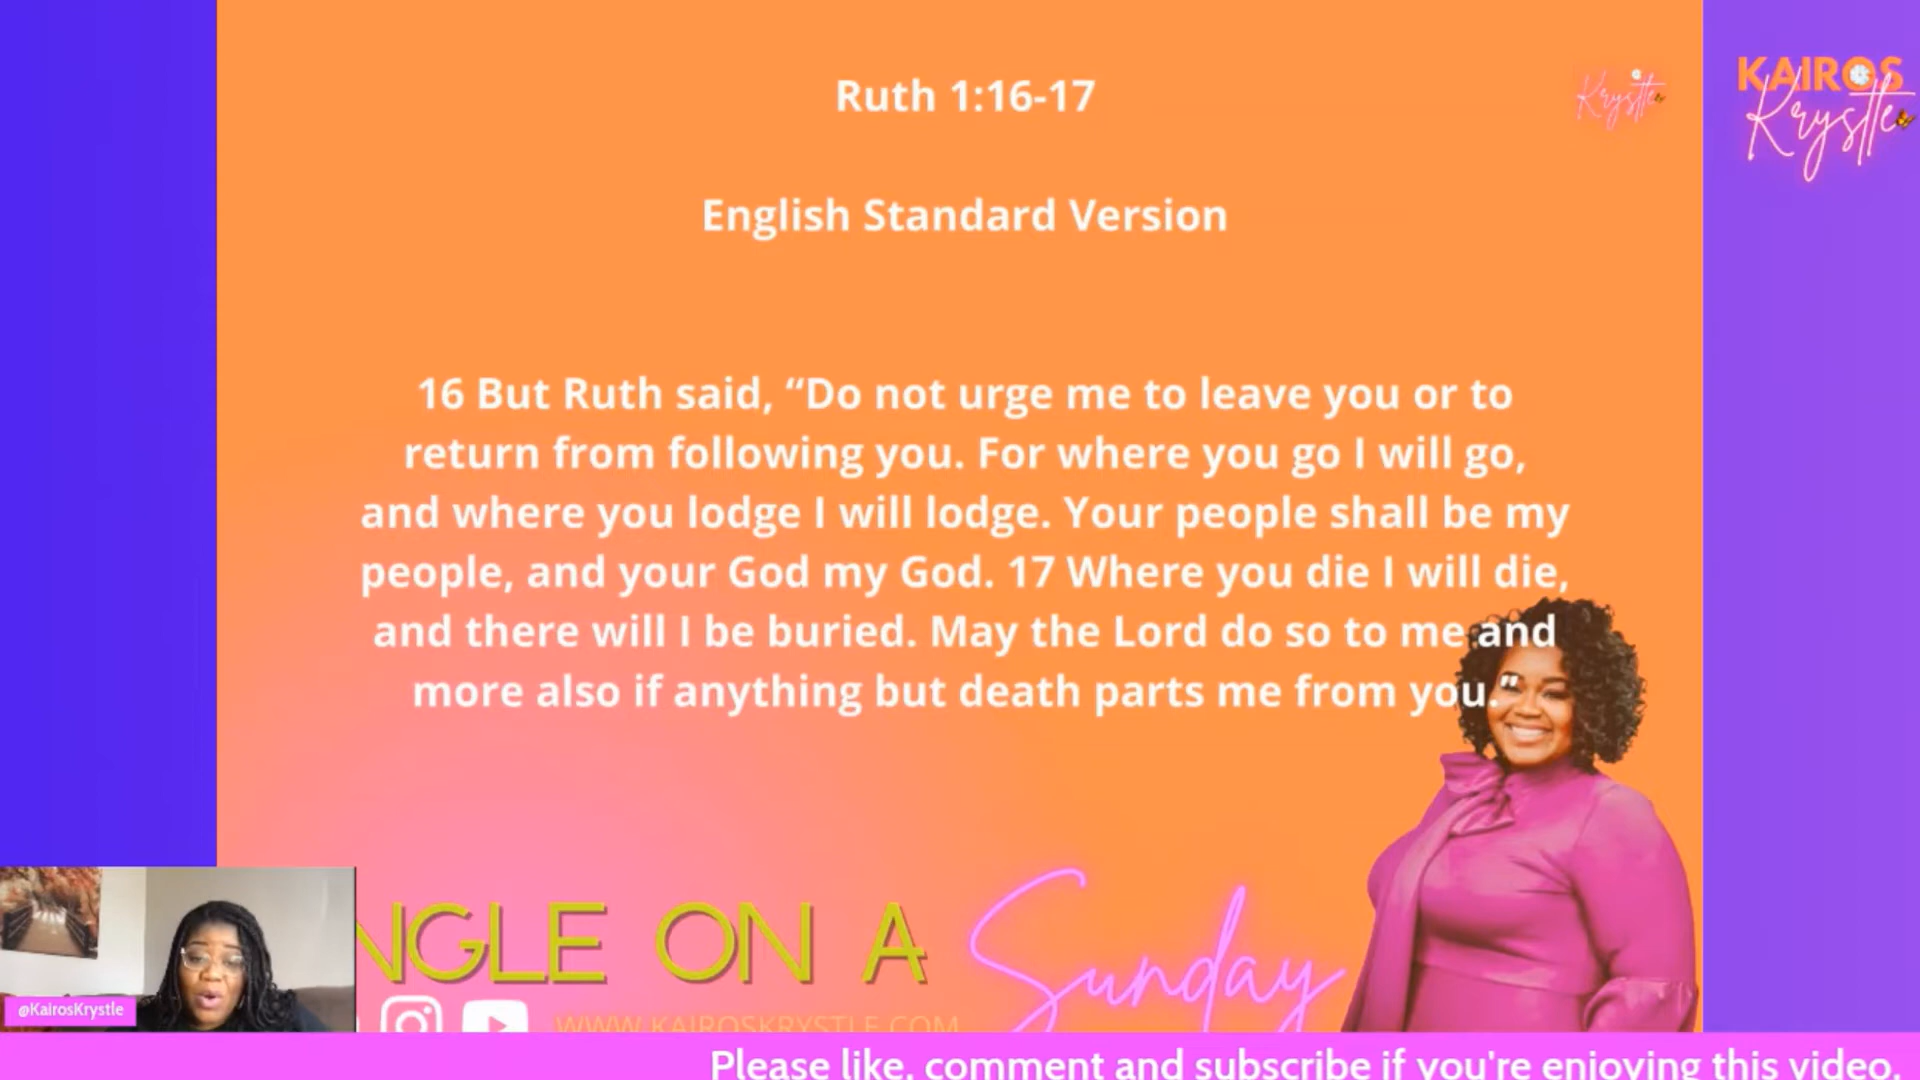 Ruth 1:16-17
KAIROS
Krystle
Krystle
English Standard Version
16 But Ruth said, “Do not urge me to leave you or to
return from following you. For where you go I will go,
and where you lodge I will lodge. Your people shall be my
people, and your God my God. 17 Where you die I will die,
and there will I be buried. May the Lord do so to me and
more also if anything but death parts me from you.”
NGLE ON A Sunday
@KairosKrystle
WWW.KAIROSKRYSTLE.COM
Please like, comment and subscribe if you're enjoying this video.